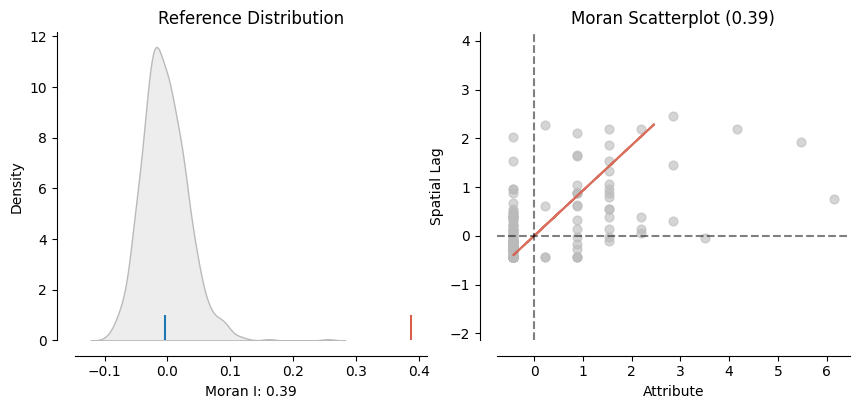 Reference Distribution
12
10
8
6
4
2
0
Density
−0.1 0.0 0.1 0.2 0.3 0.4
Moran I: 0.39
Moran Scatterplot (0.39)
4
3
2
1
0
−1
−2
Spatial Lag
0 1 2 3 4 5 6
Attribute